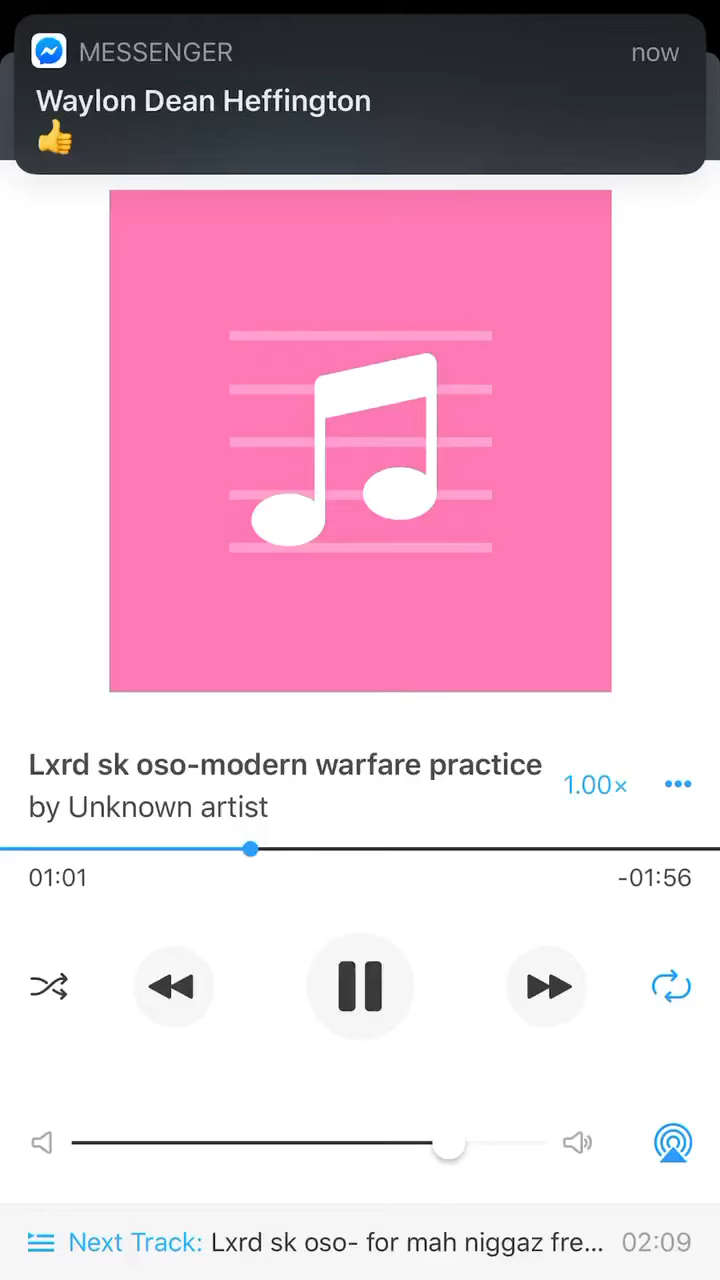 MESSENGER now
Waylon Dean Heffington
👍
Lxrd sk oso-modern warfare practice
1.00×
by Unknown artist
01:01 -01:56
Next Track: Lxrd sk oso- for mah niggaz fre... 02:09